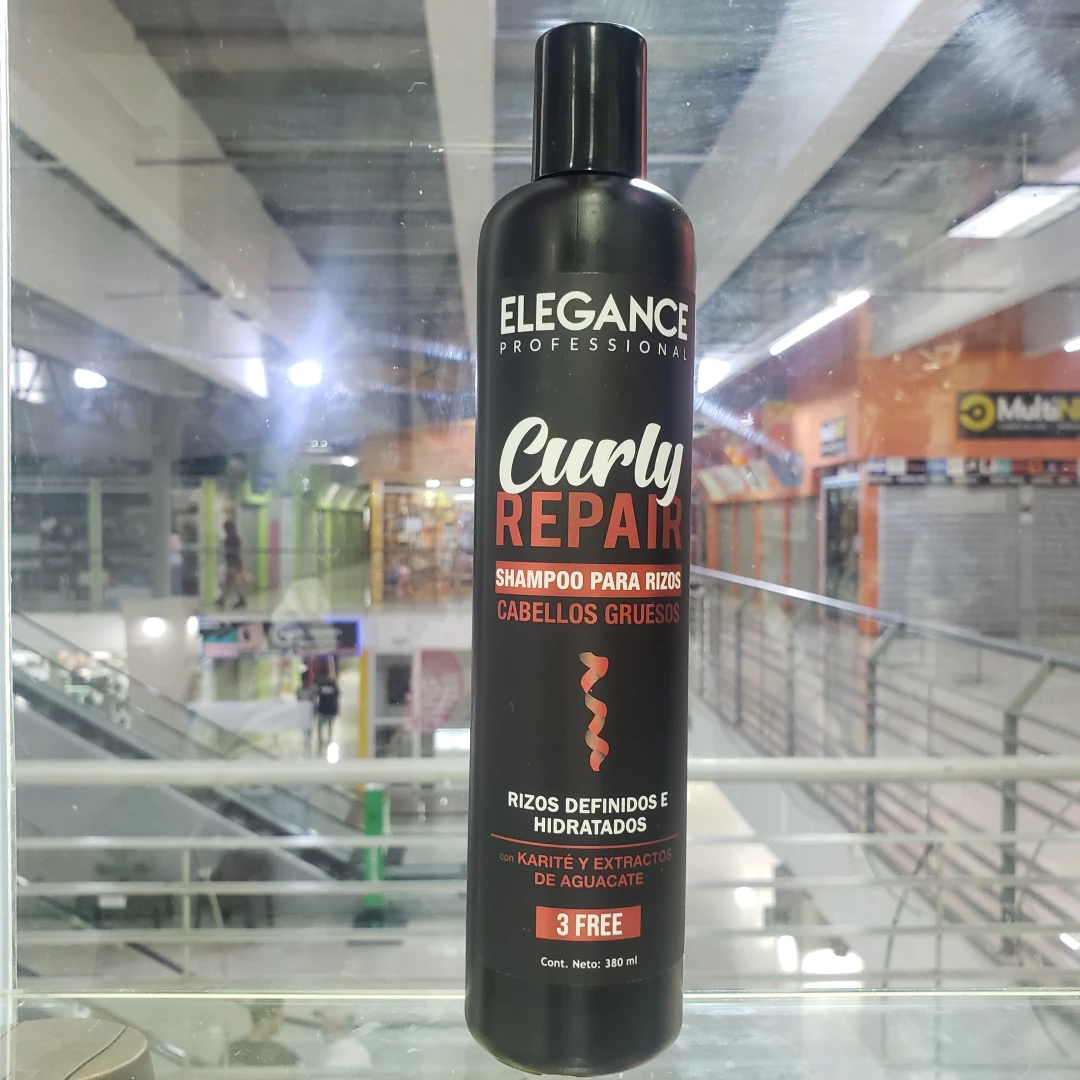 ELEGANCE
PROFESSIONAL
Curly
REPAIR
SHAMPOO PARA RIZOS
CABELLOS GRUESOS
RIZOS DEFINIDOS E
HIDRATADOS
con KARITÉ Y EXTRACTOS
DE AGUACATE
3 FREE
Cont. Neto: 380 ml